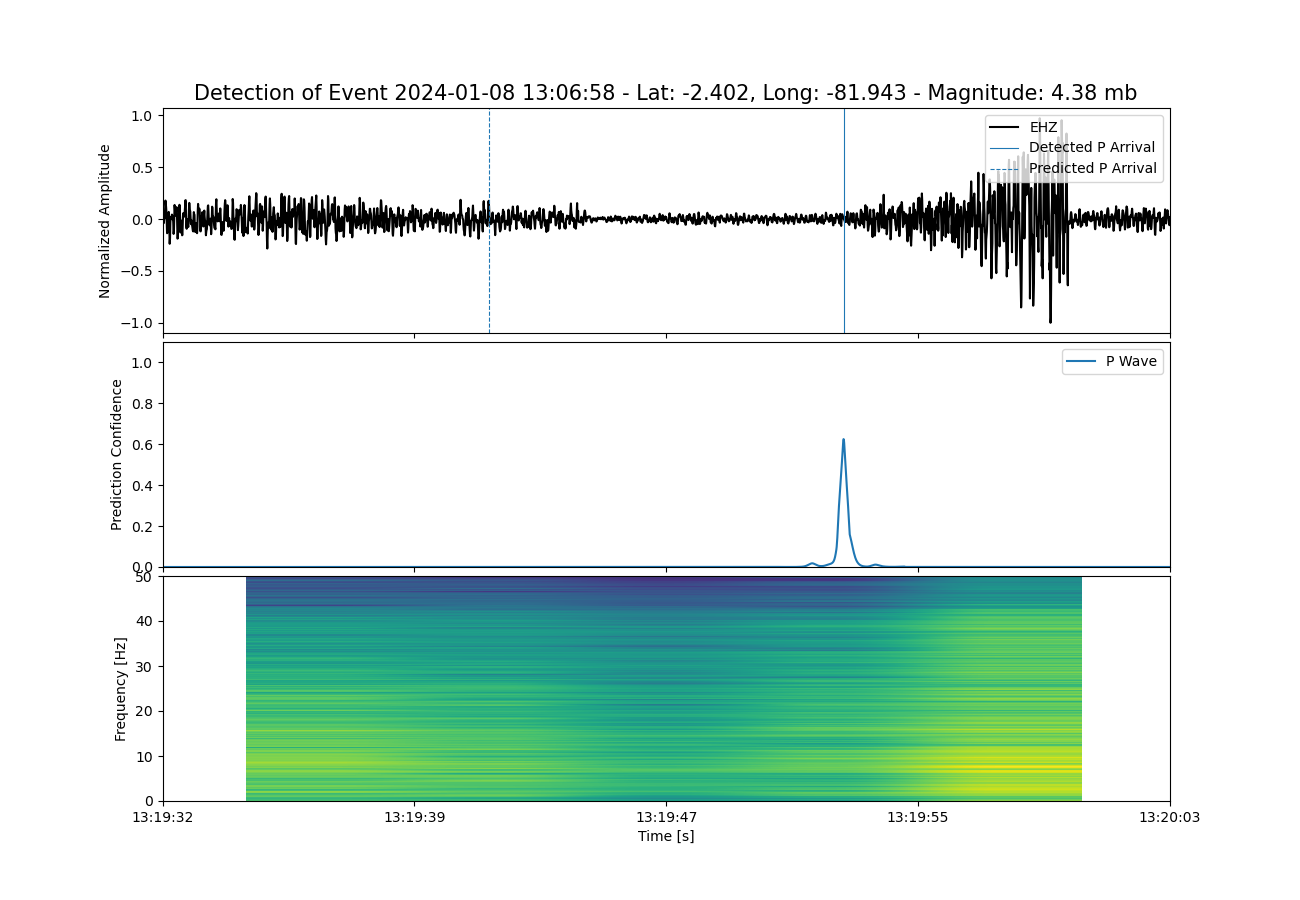 Detection of Event 2024-01-08 13:06:58 - Lat: -2.402, Long: -81.943 - Magnitude: 4.38 mb
1.0
0.5
0.0
−0.5
−1.0
Normalized Amplitude
EHZ
Detected P Arrival
Predicted P Arrival
1.0
0.8
0.6
0.4
0.2
0.0
Prediction Confidence
P Wave
50
40
30
20
10
0
Frequency [Hz]
13:19:32 13:19:39 13:19:47 13:19:55 13:20:03
Time [s]